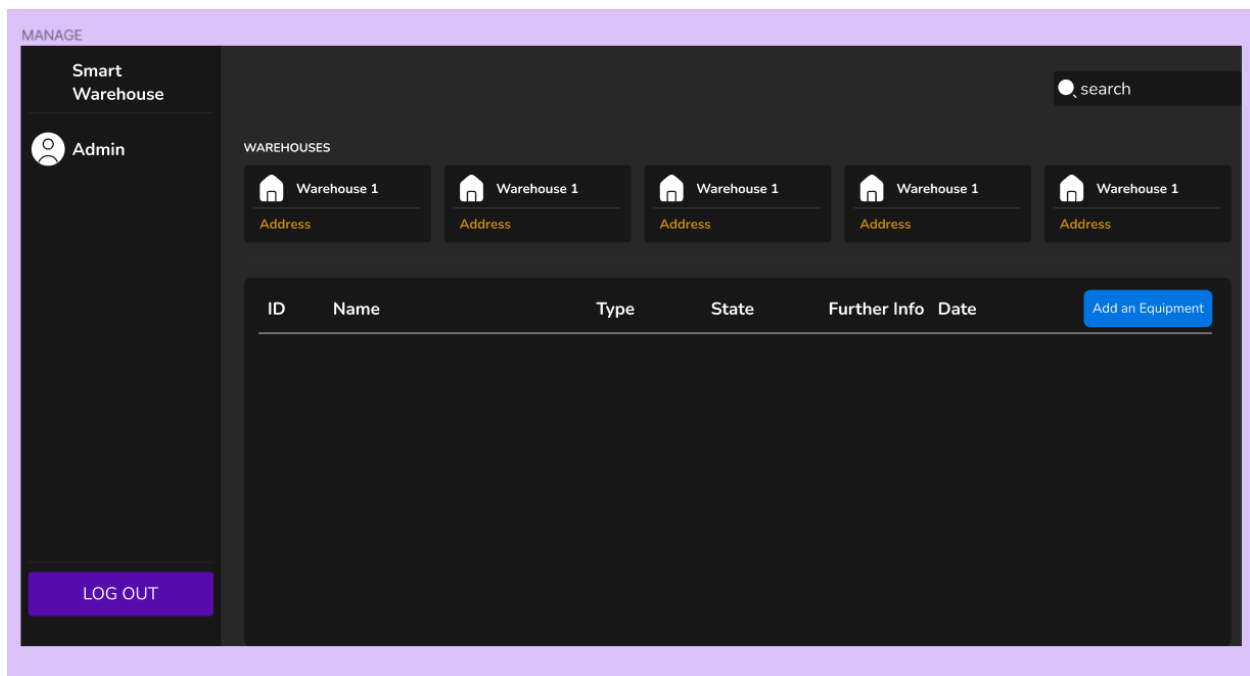 MANAGE
Smart
Warehouse
search
Admin
WAREHOUSES
Warehouse 1 Warehouse 1 Warehouse 1 Warehouse 1 Warehouse 1
Address Address Address Address Address
ID Name Type State Further Info Date Add an Equipment
LOG OUT